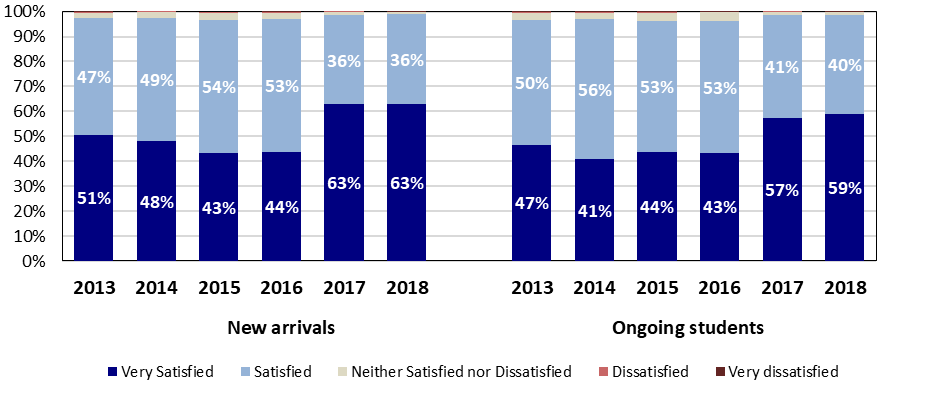 100%
90%
80%
70%
60%
50%
40%
30%
20%
10%
0%
47% 49% 54% 53% 36% 36% 50% 56% 53% 53% 41% 40%
51% 48% 43% 44% 63% 63% 47% 41% 44% 43% 57% 59%
2013 2014 2015 2016 2017 2018 2013 2014 2015 2016 2017 2018
New arrivals Ongoing students
Very Satisfied Satisfied Neither Satisfied nor Dissatisfied Dissatisfied Very dissatisfied